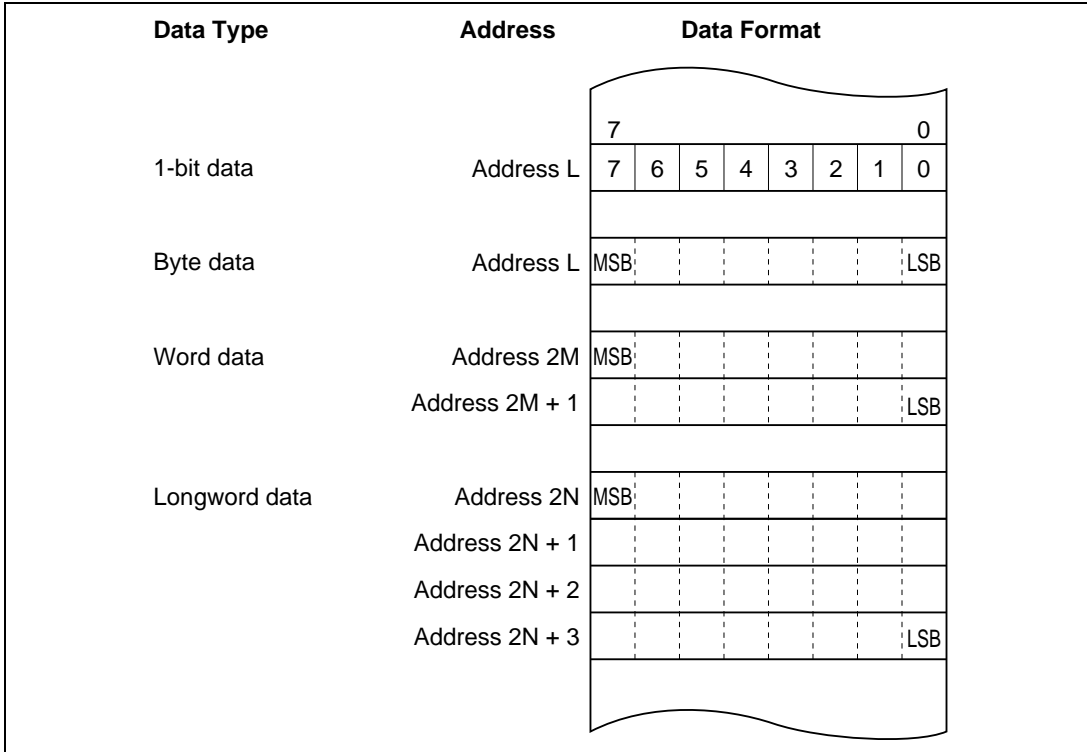 Data Type Address Data Format
7 0
1-bit data Address L 7 6 5 4 3 2 1 0
Byte data Address L MSB LSB
Word data Address 2M MSB
Address 2M + 1 LSB
Longword data Address 2N MSB
Address 2N + 1
Address 2N + 2
Address 2N + 3 LSB